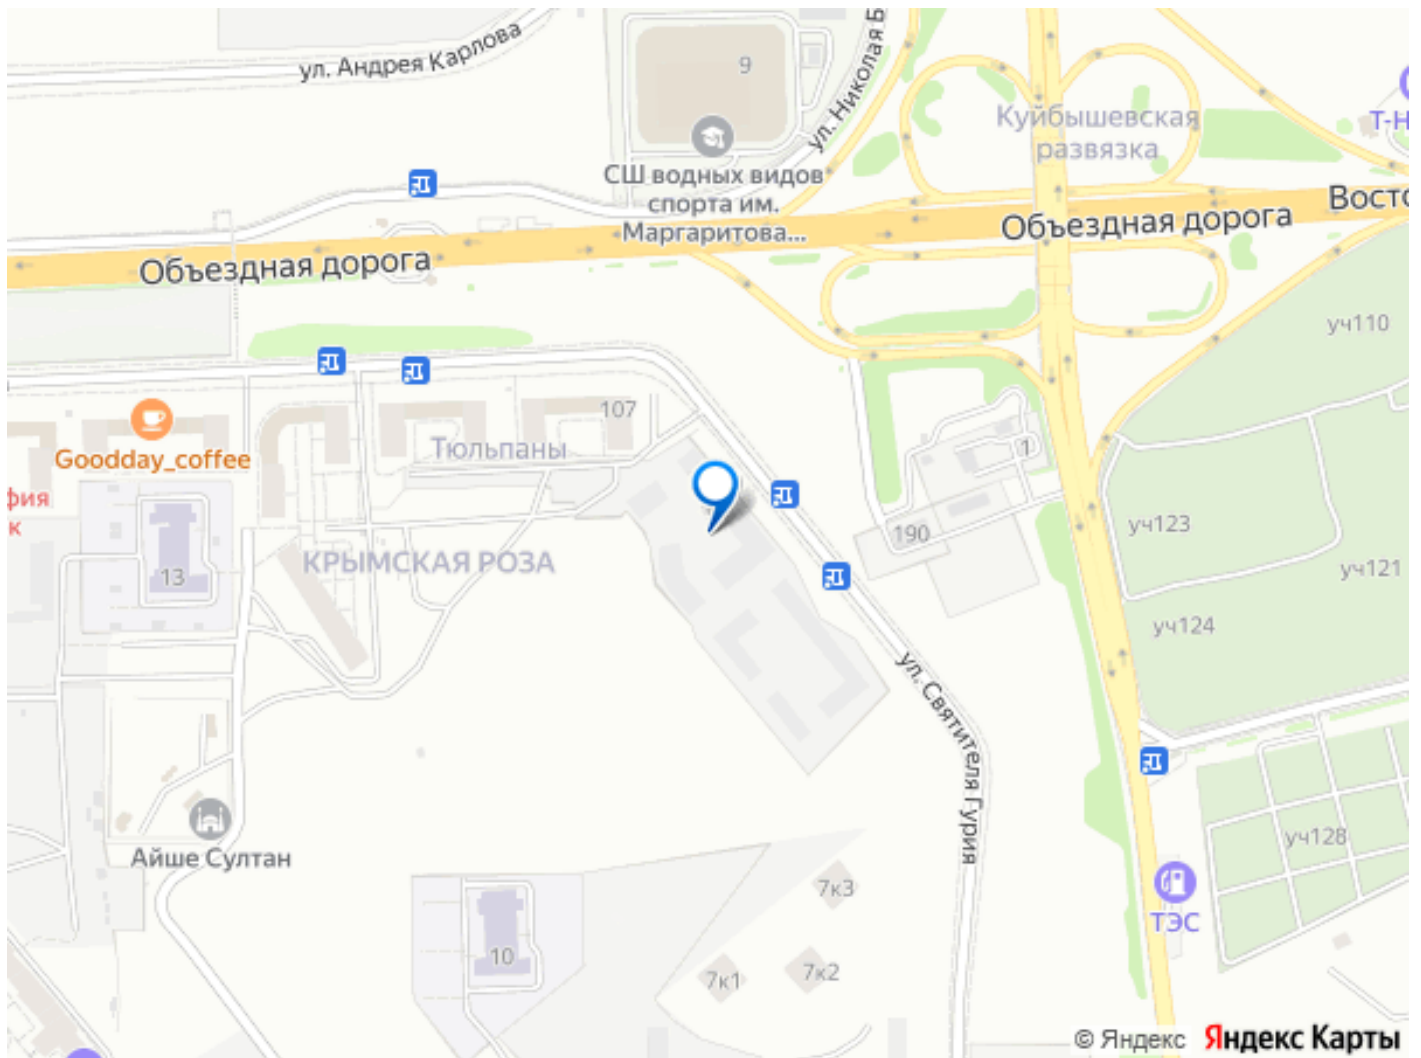 ул. Андрея Карлова
9
ул. Николая Б
Куйбышевская
развязка
Т-Н
СШ водных видов
спорта им.
Маргаритова...
Восто
Объездная дорога
Объездная дорога
уч110
107
Тюльпаны
Goodday_coffee
фия
к
1
190
уч123
уч121
КРЫМСКАЯ РОЗА
13
уч124
ул. Святителя Гурия
Айше Султан
уч128
7к3
ТЭС
10
7к1
7к2
© Яндекс Яндекс Карты